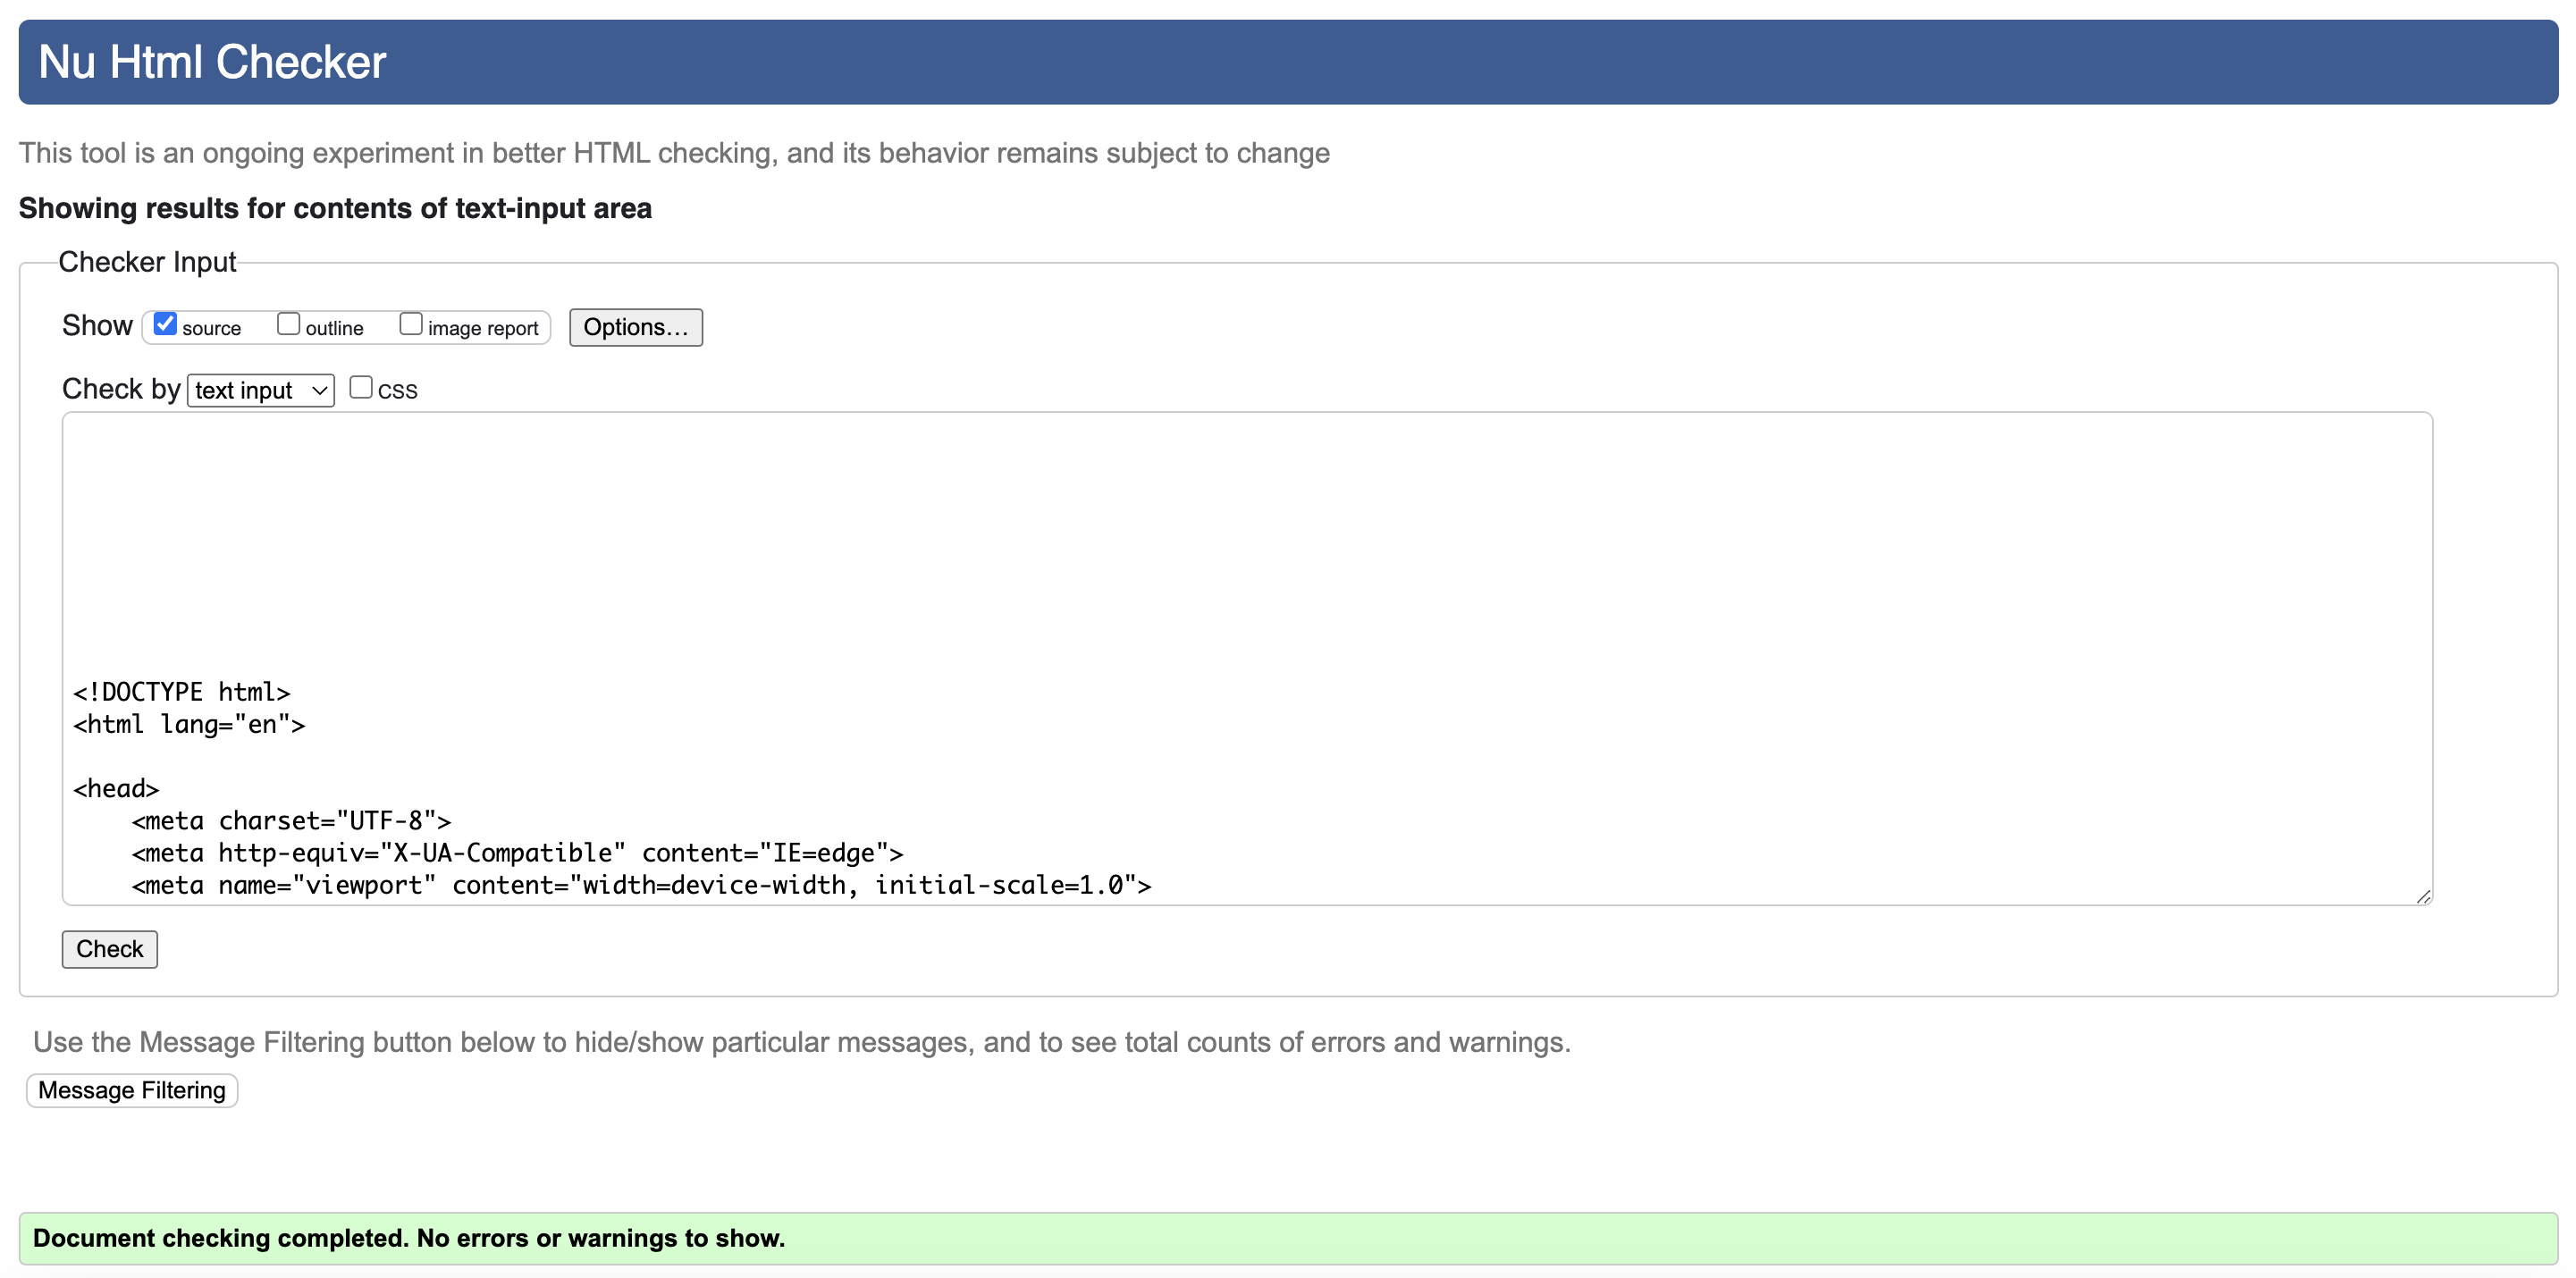 Nu Html Checker
This tool is an ongoing experiment in better HTML checking, and its behavior remains subject to change
Showing results for contents of text-input area
Checker Input
Show source outline image report Options...
Check by text input CSS
<!DOCTYPE html>
<html lang="en">
<head>
    <meta charset="UTF-8">
    <meta http-equiv="X-UA-Compatible" content="IE=edge">
    <meta name="viewport" content="width=device-width, initial-scale=1.0">
Check
Use the Message Filtering button below to hide/show particular messages, and to see total counts of errors and warnings.
Message Filtering
Document checking completed. No errors or warnings to show.